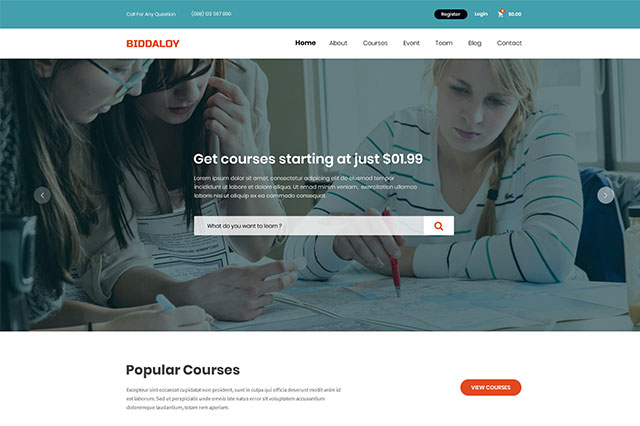 Call For Any Question (088) 123 567 899 Register Login $0.00
BIDDALOY Home About Courses Event Team Blog Contact
Get courses starting at just $01.99
Lorem ipsum dolor sit amet, consectetur adipiscing elit, do eiusmod tempor
incididunt ut labore et dolore aliqua. Ut enad minim veniam, exercitation ullamco
laboris nisi ut aliquip ex ea commodo consequat.
What do you want to learn ?
Popular Courses
Excepteur sint occaecat cupidatat non proident, sunt in culpa qui officia deserunt mollit anim id
est laborum. Sed ut perspiciatis unde omnis iste natus error sit voluptatem accusantium
doloremque laudantium, totam rem aperiam.
VIEW COURSES